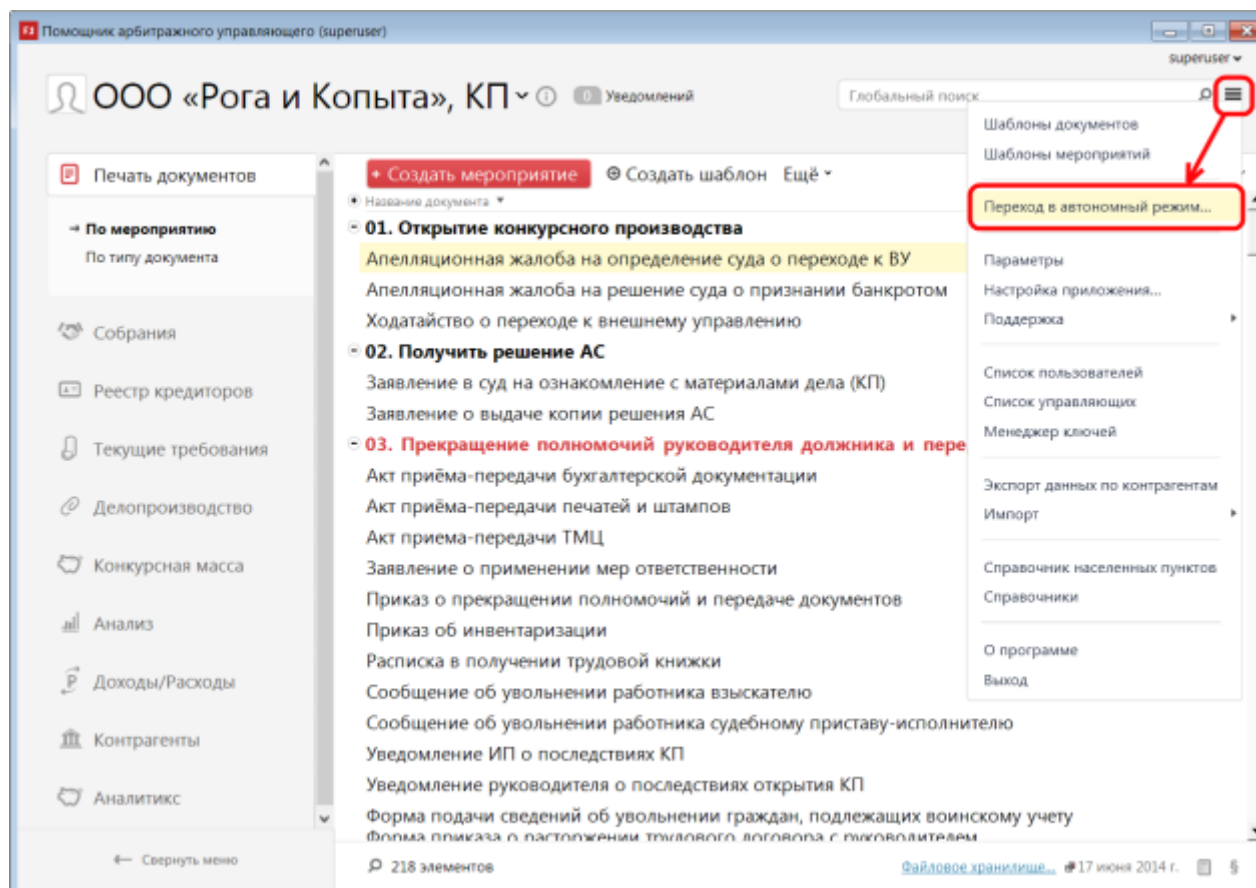 Помощник арбитражного управляющего (superuser)
superuser
ООО «Рога и Копыта», КП
0 Уведомлений
Глобальный поиск
Печать документов
→ По мероприятию
По типу документа
Собрания
Реестр кредиторов
Текущие требования
Делопроизводство
Конкурсная масса
Анализ
Доходы/Расходы
Контрагенты
Аналитикс
← Свернуть меню
+ Создать мероприятие
Создать шаблон
Ещё
Название документа
01. Открытие конкурсного производства
Апелляционная жалоба на определение суда о переходе к ВУ
Апелляционная жалоба на решение суда о признании банкротом
Ходатайство о переходе к внешнему управлению
02. Получить решение АС
Заявление в суд на ознакомление с материалами дела (КП)
Заявление о выдаче копии решения АС
03. Прекращение полномочий руководителя должника и пере
Акт приёма-передачи бухгалтерской документации
Акт приёма-передачи печатей и штампов
Акт приема-передачи ТМЦ
Заявление о применении мер ответственности
Приказ о прекращении полномочий и передаче документов
Приказ об инвентаризации
Расписка в получении трудовой книжки
Сообщение об увольнении работника взыскателю
Сообщение об увольнении работника судебному приставу-исполнителю
Уведомление ИП о последствиях КП
Уведомление руководителя о последствиях открытия КП
Форма подачи сведений об увольнении граждан, подлежащих воинскому учету
Форма приказа о расторжении трудового договора с руководителем
218 элементов
Файловое хранилище...
17 июня 2014 г.
§
Шаблоны документов
Шаблоны мероприятий
Переход в автономный режим...
Параметры
Настройка приложения...
Поддержка
Список пользователей
Список управляющих
Менеджер ключей
Экспорт данных по контрагентам
Импорт
Справочник населенных пунктов
Справочники
О программе
Выход